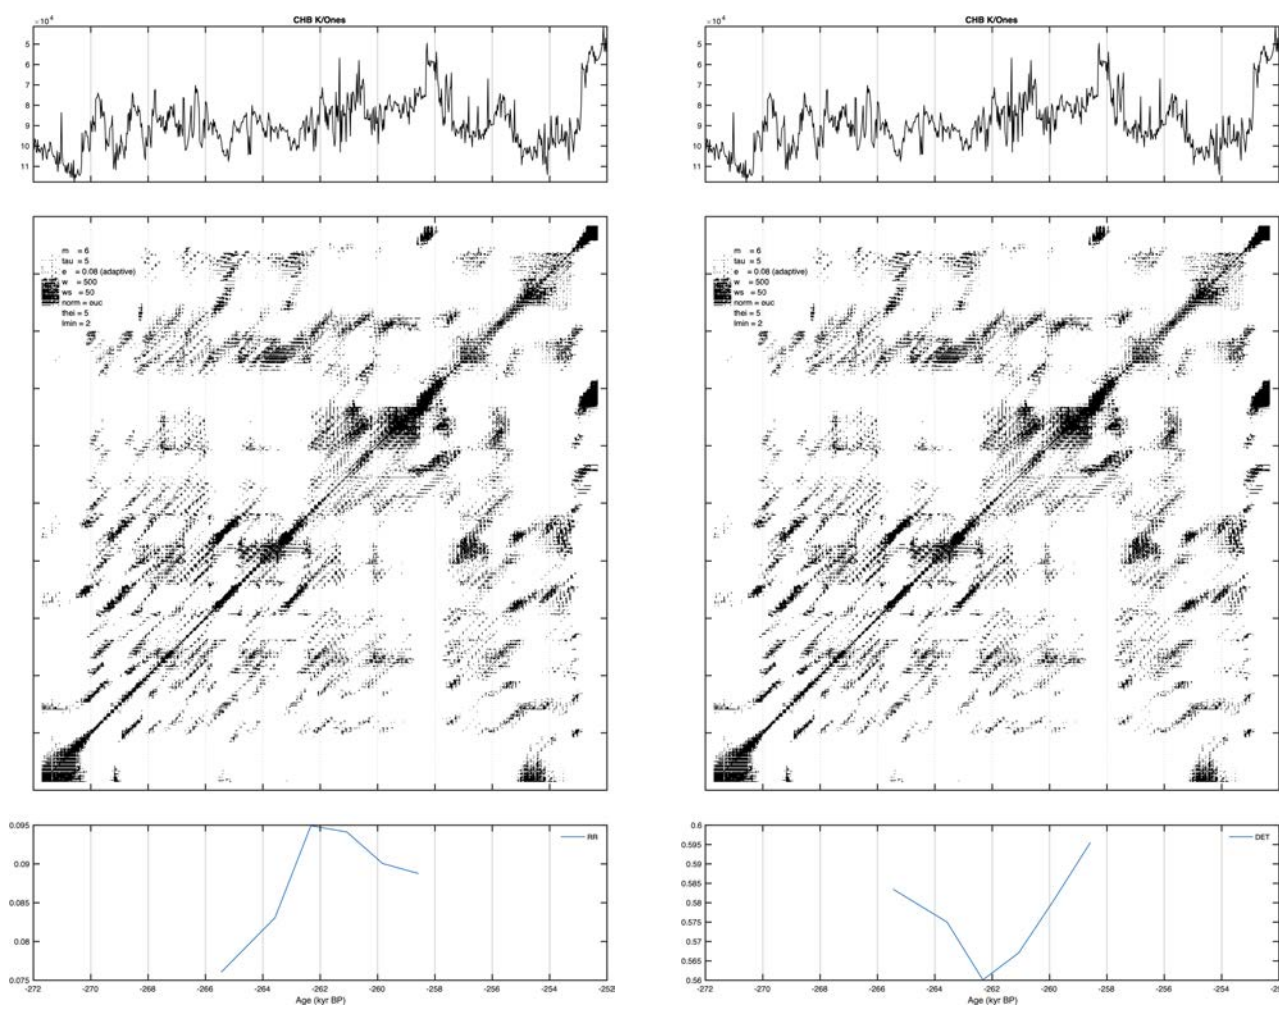 CHB K/Ones
×10⁴
5
6
7
8
9
10
11
m = 6
tau = 5
e = 0.08 (adaptive)
w = 500
ws = 50
norm = euc
thei = 5
lmin = 2
0.095
0.09
0.085
0.08
0.075
RR
-272 -270 -268 -266 -264 -262 -260 -258 -256 -254 -252
Age (kyr BP)
CHB K/Ones
×10⁴
5
6
7
8
9
10
11
m = 6
tau = 5
e = 0.08 (adaptive)
w = 500
ws = 50
norm = euc
thei = 5
lmin = 2
0.6
0.595
0.59
0.585
0.58
0.575
0.57
0.565
0.56
DET
-272 -270 -268 -266 -264 -262 -260 -258 -256 -254 -25
Age (kyr BP)